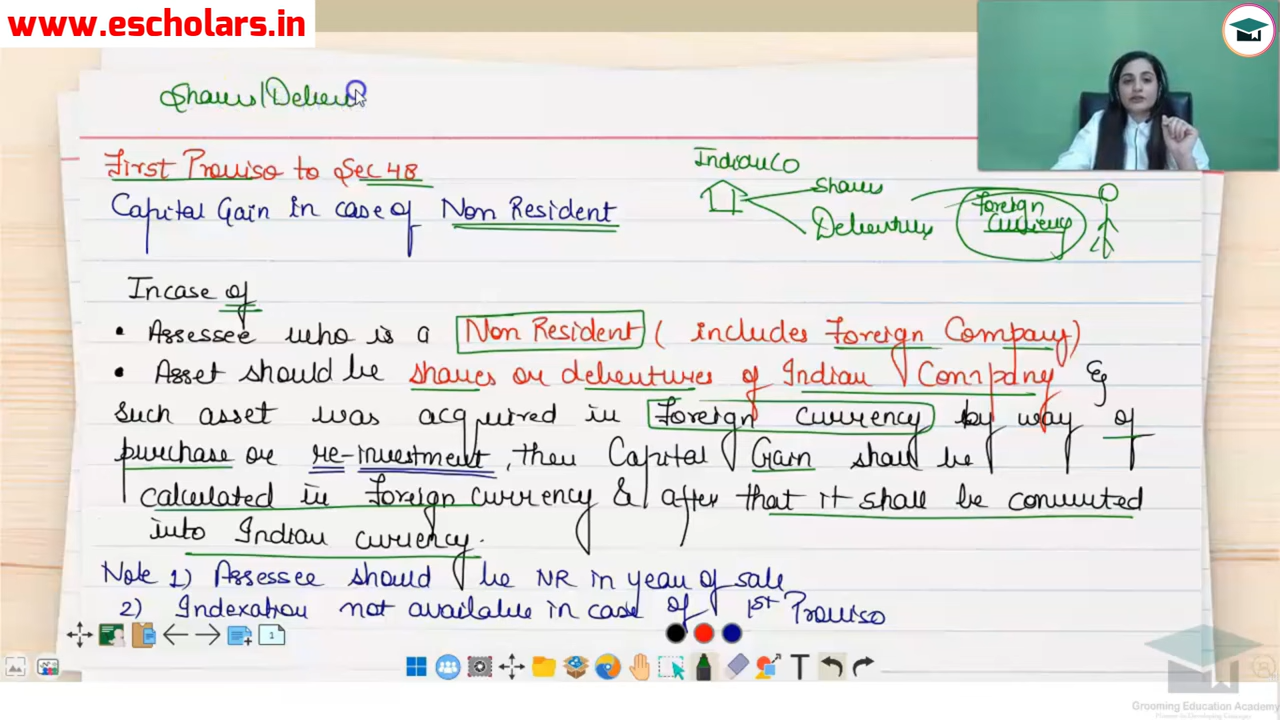 www.escholars.in
Shares/Debent
First Proviso to Sec 48
Capital Gain in case of Non Resident
Indian Co
Shares
Debentures
Foreign
Currency
Incase of
• Assessee who is a Non Resident (includes Foreign Company)
• Asset should be shares or debentures of Indian Company &
such asset was acquired in Foreign currency by way of
purchase or re-investment, then Capital Gain shall be
calculated in Foreign currency & after that it shall be converted
into Indian currency.
Note 1) Assessee should be NR in year of sale
2) Indexation not available in case of 1st Proviso
1
T
Grooming Education Academy